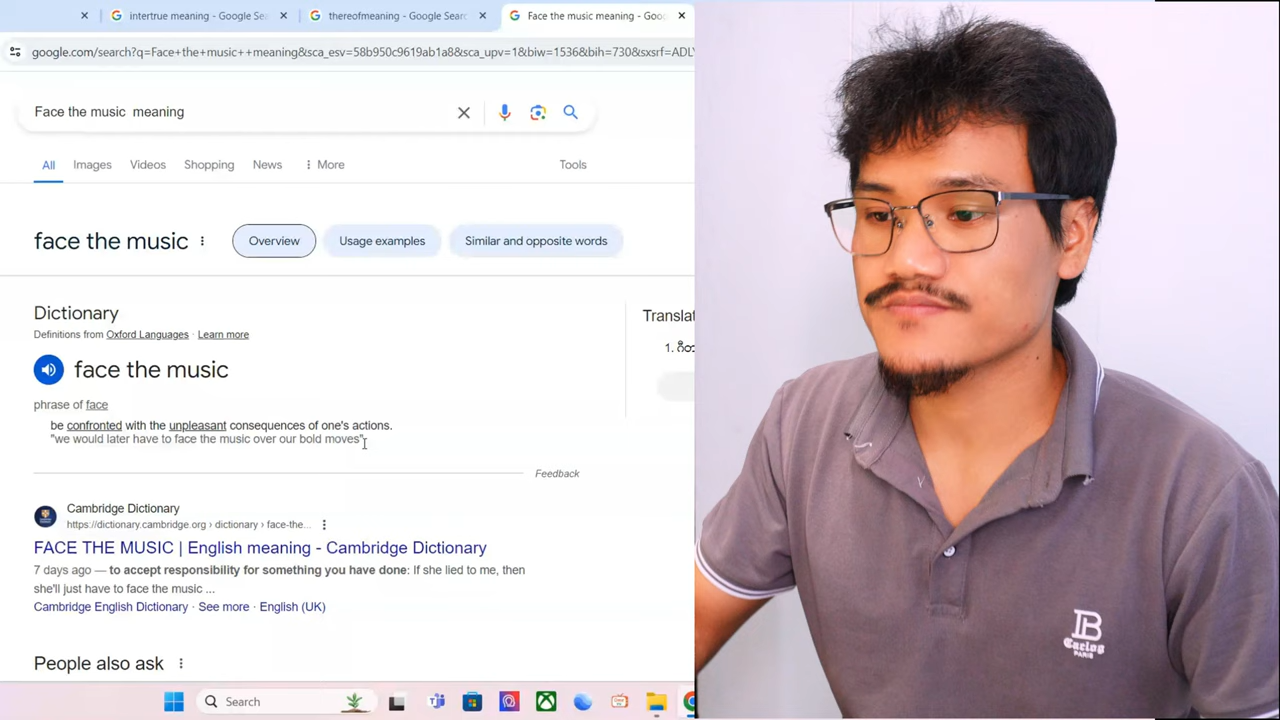 intertrue meaning - Google Sea
thereofmeaning - Google Searc
Face the music meaning - Goo
google.com/search?q=Face+the+music++meaning&sca_esv=58b950c9619ab1a8&sca_upv=1&biw=1536&bih=730&sxsrf=ADLY
Face the music  meaning
All Images Videos Shopping News More Tools
face the music Overview Usage examples Similar and opposite words
Dictionary
Definitions from Oxford Languages · Learn more
face the music
phrase of face
be confronted with the unpleasant consequences of one's actions.
"we would later have to face the music over our bold moves"
Translat
1. ဂီတ
Feedback
Cambridge Dictionary
https://dictionary.cambridge.org › dictionary › face-the...
FACE THE MUSIC | English meaning - Cambridge Dictionary
7 days ago — to accept responsibility for something you have done: If she lied to me, then
she'll just have to face the music ...
Cambridge English Dictionary · See more · English (UK)
People also ask
Search
B
Carlog
PARIS